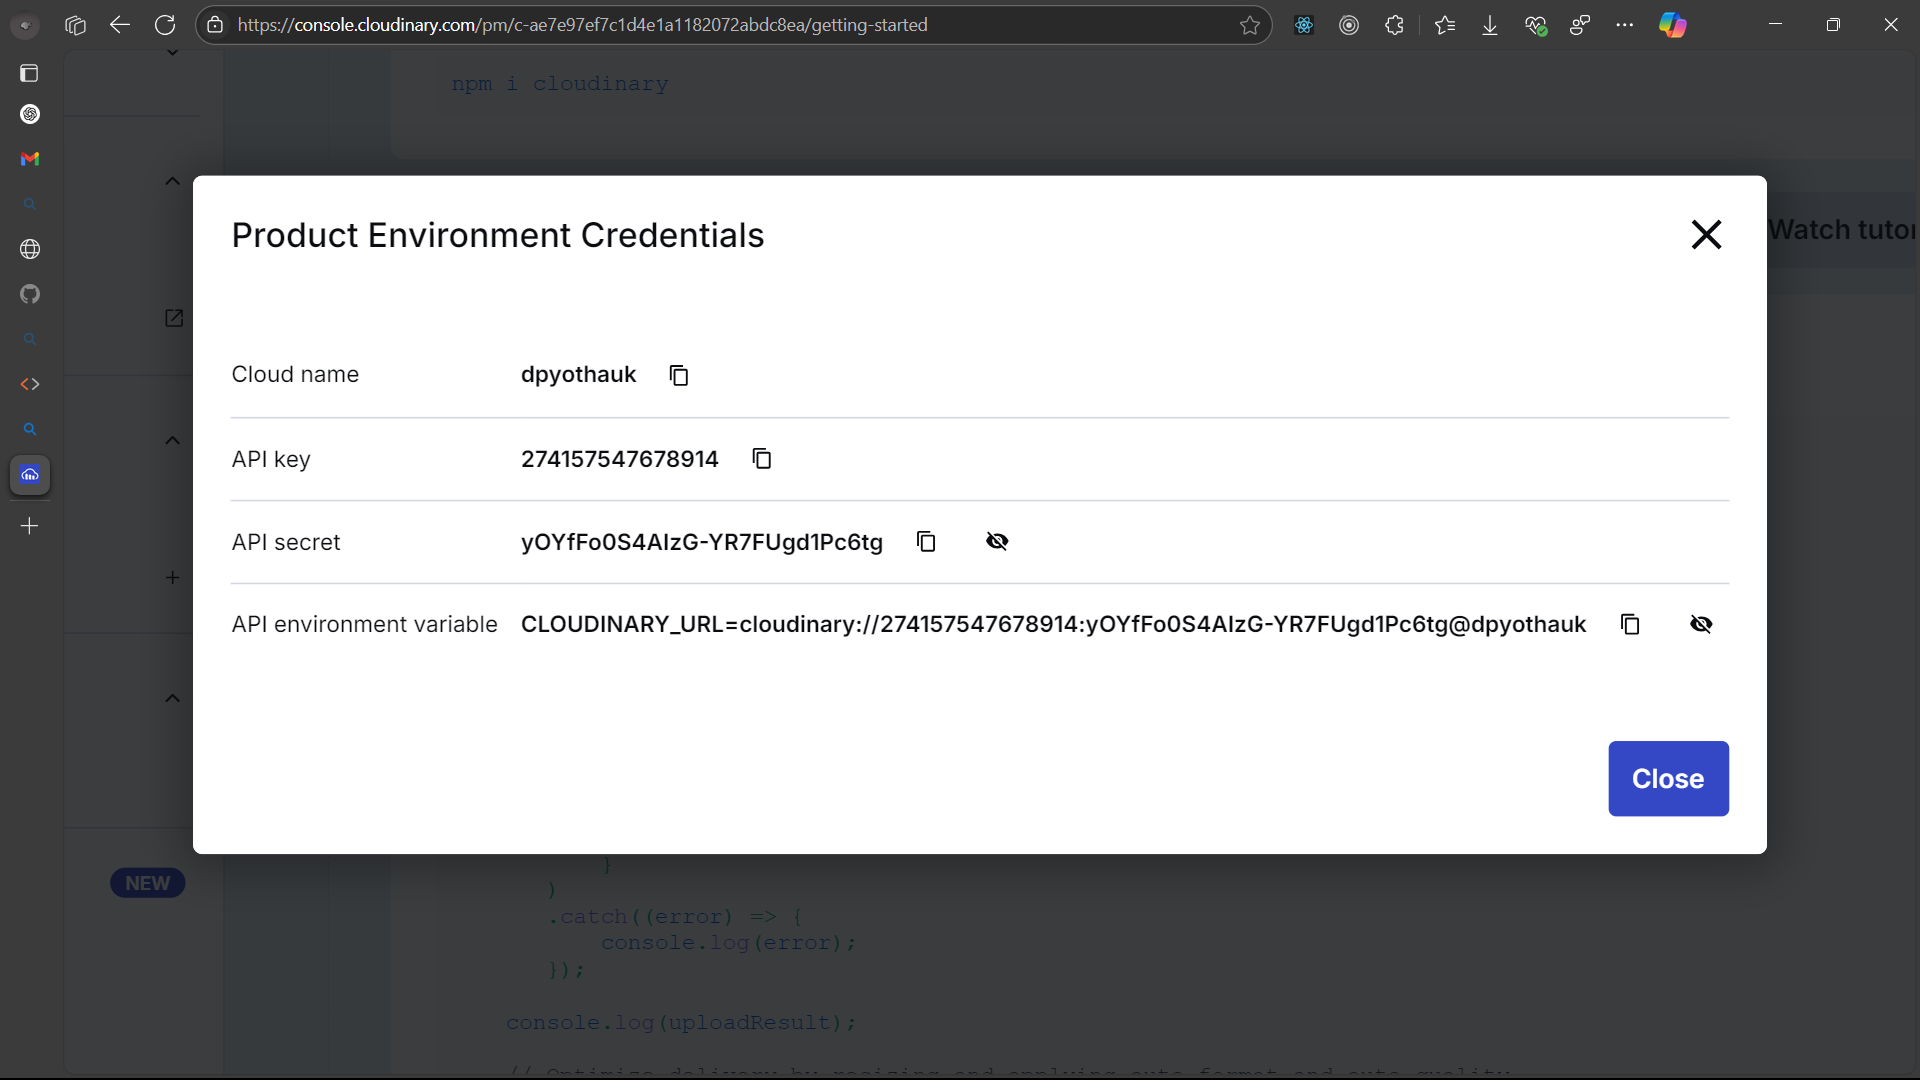 https://console.cloudinary.com/pm/c-ae7e97ef7c1d4e1a1182072abdc8ea/getting-started
npm i cloudinary
Watch tutor
Product Environment Credentials
Cloud name dpyothauk
API key 274157547678914
API secret yOYfFo0S4AIzG-YR7FUgd1Pc6tg
API environment variable CLOUDINARY_URL=cloudinary://274157547678914:yOYfFo0S4AIzG-YR7FUgd1Pc6tg@dpyothauk
Close
NEW
}
)
.catch((error) => {
console.log(error);
});
console.log(uploadResult);